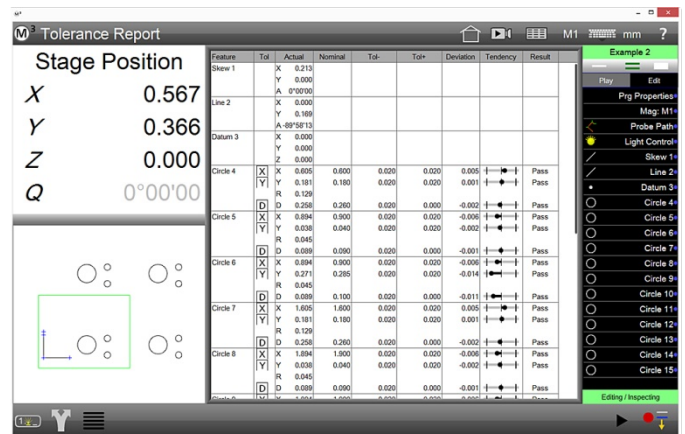 M³ Tolerance Report M1 mm ?
Stage Position
X 0.567
Y 0.366
Z 0.000
Q 0°00'00
Feature Tol Actual Nominal Tol- Tol+ Deviation Tendency Result
Skew 1 X 0.213
Y 0.000
A 0°00'00
Line 2 X 0.000
Y 0.169
A -89°58'13
Datum 3 X 0.000
Y 0.000
Z 0.000
Circle 4 X X 0.605 0.600 0.020 0.020 0.005 Pass
Y Y 0.181 0.180 0.020 0.020 0.001 Pass
R 0.129
D D 0.258 0.260 0.020 0.000 -0.002 Pass
Circle 5 X X 0.894 0.900 0.020 0.020 -0.006 Pass
Y Y 0.038 0.040 0.020 0.020 -0.002 Pass
R 0.045
D D 0.089 0.090 0.020 0.000 -0.001 Pass
Circle 6 X X 0.894 0.900 0.020 0.020 -0.006 Pass
Y Y 0.271 0.285 0.020 0.020 -0.014 Pass
R 0.045
D D 0.089 0.100 0.020 0.000 -0.011 Pass
Circle 7 X X 1.605 1.600 0.020 0.020 0.005 Pass
Y Y 0.181 0.180 0.020 0.020 0.001 Pass
R 0.129
D D 0.258 0.260 0.020 0.000 -0.002 Pass
Circle 8 X X 1.894 1.900 0.020 0.020 -0.006 Pass
Y Y 0.038 0.040 0.020 0.020 -0.002 Pass
R 0.045
D D 0.089 0.090 0.020 0.000 -0.001 Pass
Example 2
Play Edit
Prg Properties
Mag: M1
Probe Path
Light Control
Skew 1
Line 2
Datum 3
Circle 4
Circle 5
Circle 6
Circle 7
Circle 8
Circle 9
Circle 10
Circle 11
Circle 12
Circle 13
Circle 14
Circle 15
Editing / Inspecting